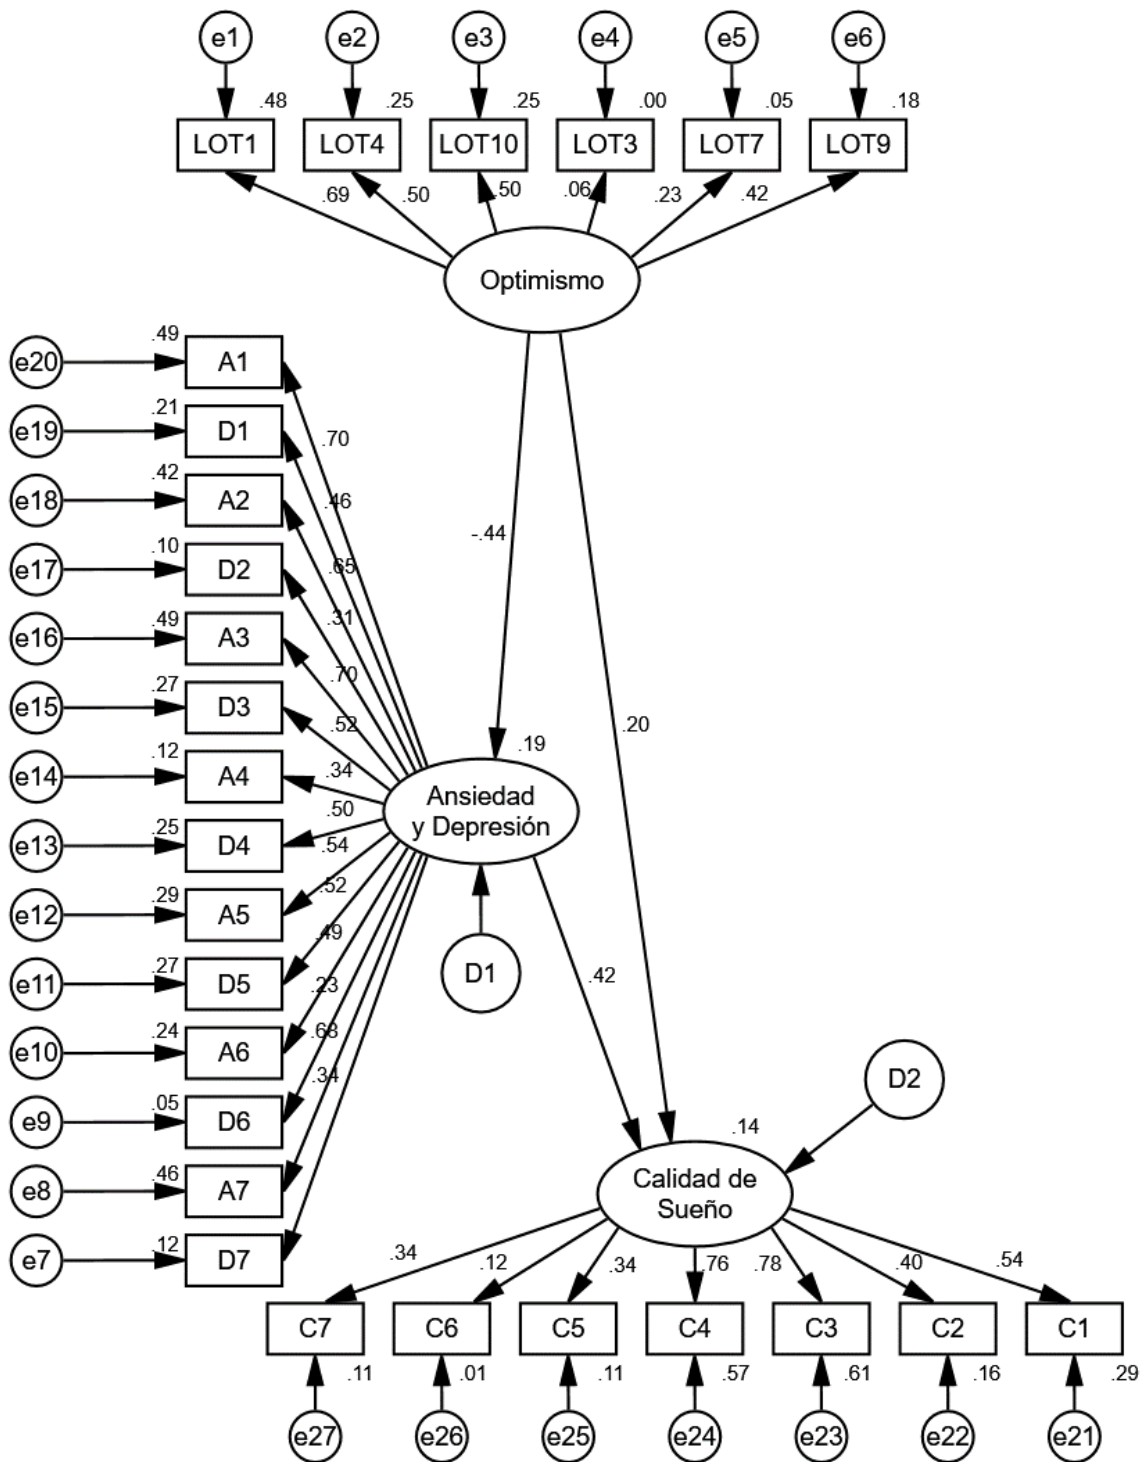 e1 e2 e3 e4 e5 e6
.48 .25 .25 .00 .05 .18
LOT1 LOT4 LOT10 LOT3 LOT7 LOT9
.69 .50 .50 .06 .23 .42
Optimismo
.49
e20 A1
.21
e19 D1
.70
.42
e18 A2
.46
-.44
.10
e17 D2
.65
.31
.49
e16 A3
.70
.27
e15 D3
.52
.20
.12
.19
e14 A4
.34
Ansiedad
y Depresión
.50
.25
e13 D4
.54
.29
e12 A5
.52
.49
.27
e11 D5
.23
D1
.42
.24
e10 A6
.68
.34
D2
.05
e9 D6
.14
.46
e8 A7
Calidad de
Sueño
.12
e7 D7
.34 .12 .34 .76 .78 .40 .54
C7 C6 C5 C4 C3 C2 C1
.11 .01 .11 .57 .61 .16 .29
e27 e26 e25 e24 e23 e22 e21